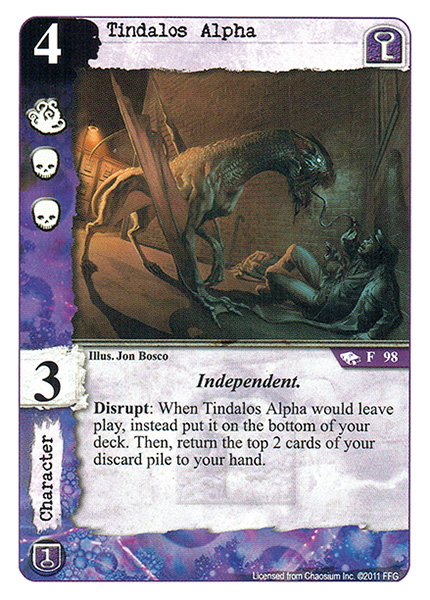 4
Tindalos Alpha
Illus. Jon Bosco
F 98
3
Independent.
Disrupt: When Tindalos Alpha would leave
play, instead put it on the bottom of your
deck. Then, return the top 2 cards of your
discard pile to your hand.
Character
1
Licensed from Chaosium Inc. ©2011 FFG